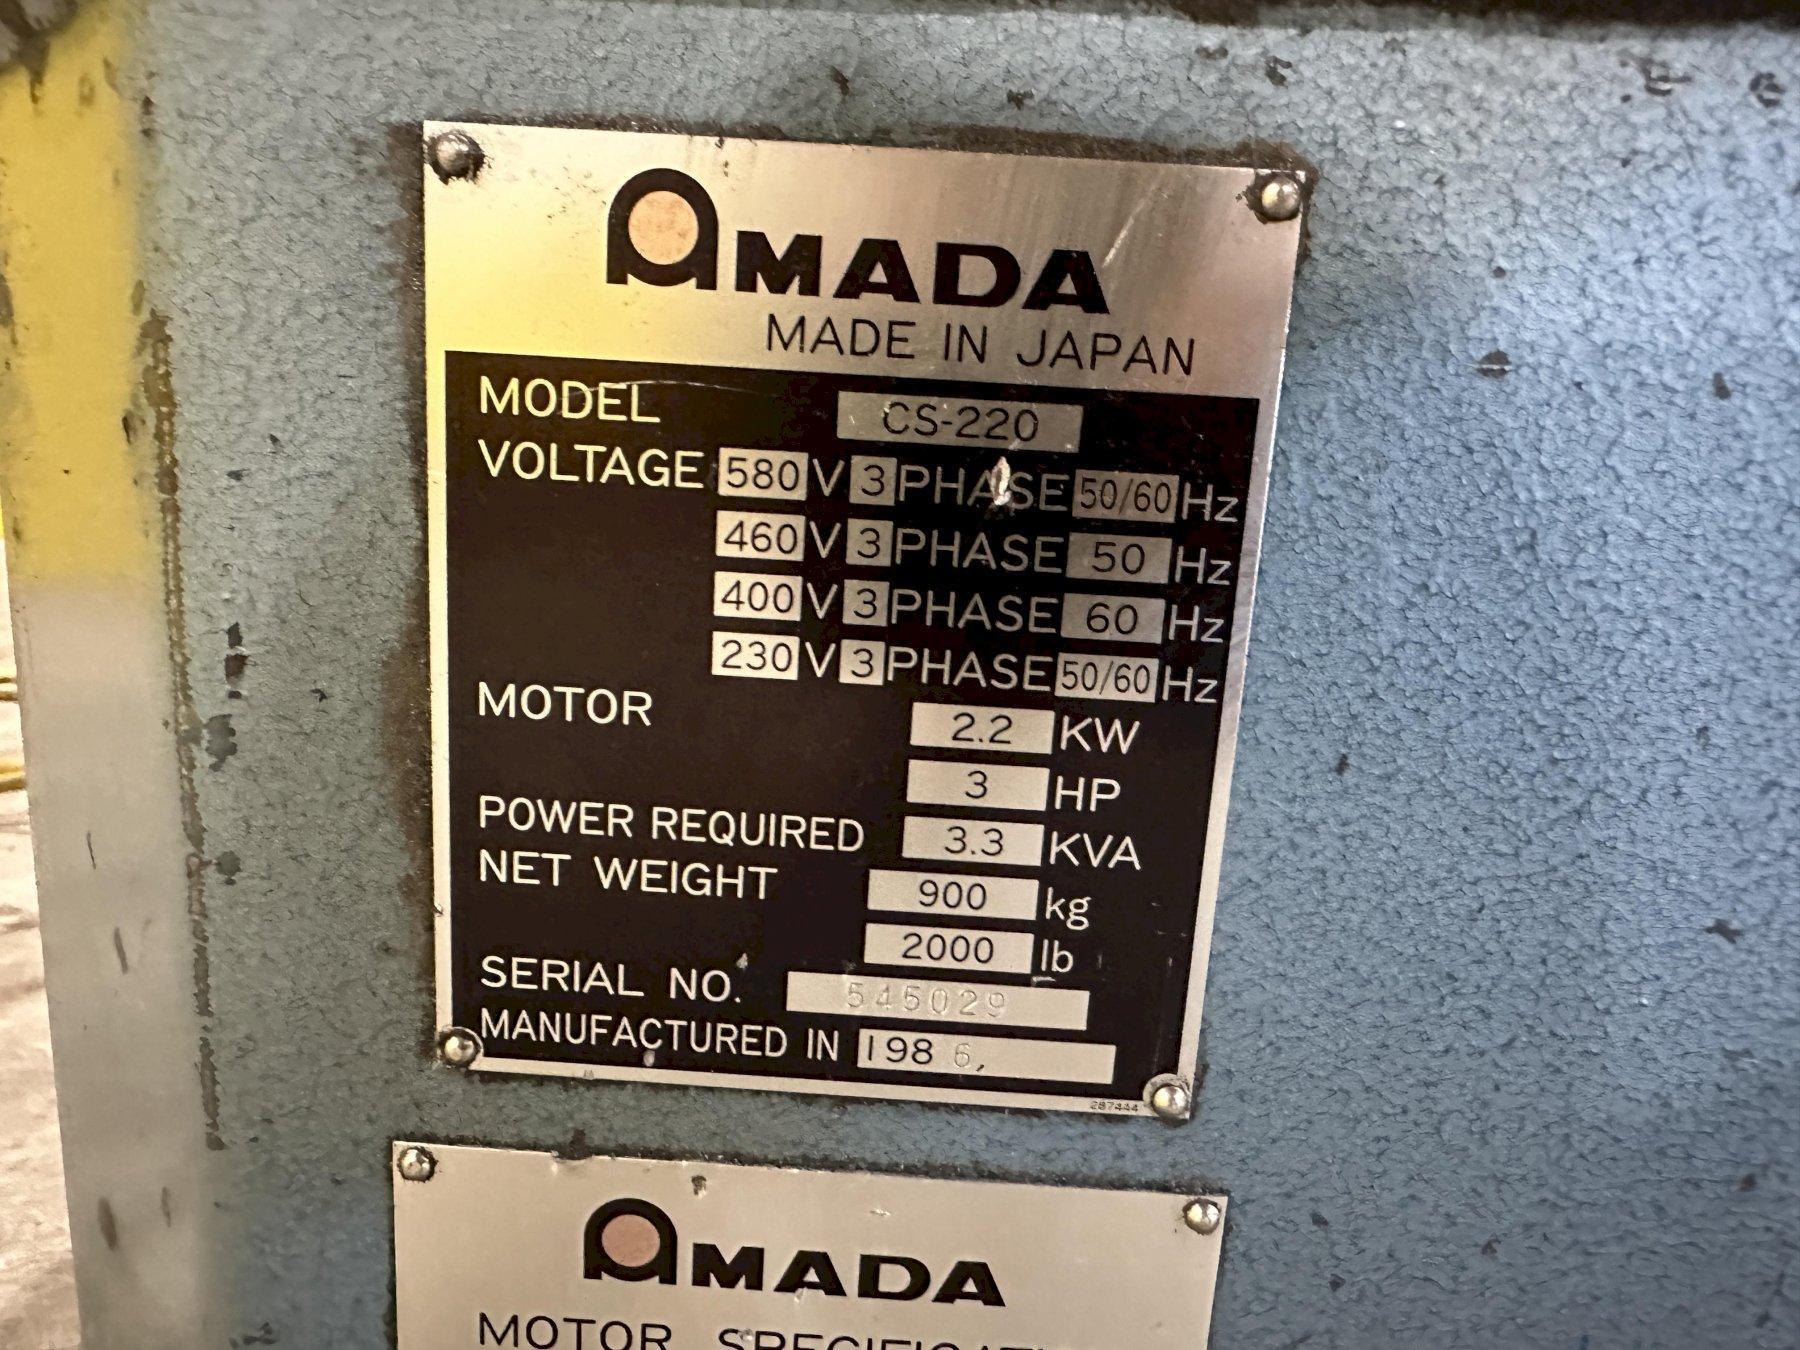 AMADA
MADE IN JAPAN
MODEL CS-220
VOLTAGE 580 V 3 PHASE 50/60 Hz
460 V 3 PHASE 50 Hz
400 V 3 PHASE 60 Hz
230 V 3 PHASE 50/60 Hz
MOTOR 2.2 KW
3 HP
POWER REQUIRED 3.3 KVA
NET WEIGHT 900 kg
2000 lb
SERIAL NO. 545029
MANUFACTURED IN 1986,
287444
AMADA
MOTOR